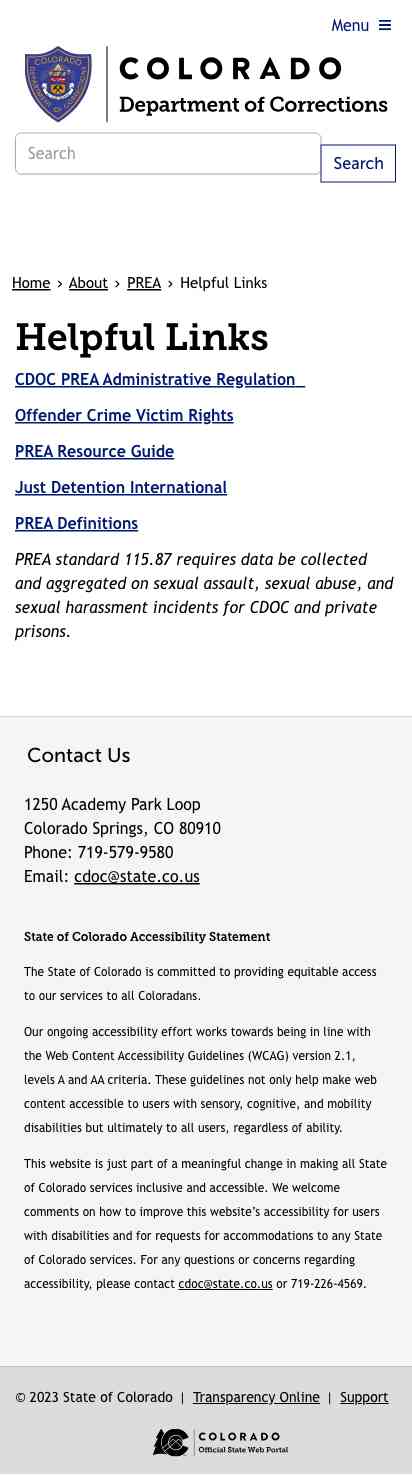 Menu
COLORADO
COLORADO
Department of Corrections
Search
Search
Home › About › PREA › Helpful Links
Helpful Links
CDOC PREA Administrative Regulation
Offender Crime Victim Rights
PREA Resource Guide
Just Detention International
PREA Definitions
PREA standard 115.87 requires data be collected
and aggregated on sexual assault, sexual abuse, and
sexual harassment incidents for CDOC and private
prisons.
Contact Us
1250 Academy Park Loop
Colorado Springs, CO 80910
Phone: 719-579-9580
Email: cdoc@state.co.us
State of Colorado Accessibility Statement
The State of Colorado is committed to providing equitable access
to our services to all Coloradans.
Our ongoing accessibility effort works towards being in line with
the Web Content Accessibility Guidelines (WCAG) version 2.1,
levels A and AA criteria. These guidelines not only help make web
content accessible to users with sensory, cognitive, and mobility
disabilities but ultimately to all users, regardless of ability.
This website is just part of a meaningful change in making all State
of Colorado services inclusive and accessible. We welcome
comments on how to improve this website’s accessibility for users
with disabilities and for requests for accommodations to any State
of Colorado services. For any questions or concerns regarding
accessibility, please contact cdoc@state.co.us or 719-226-4569.
© 2023 State of Colorado | Transparency Online | Support
COLORADO
Official State Web Portal